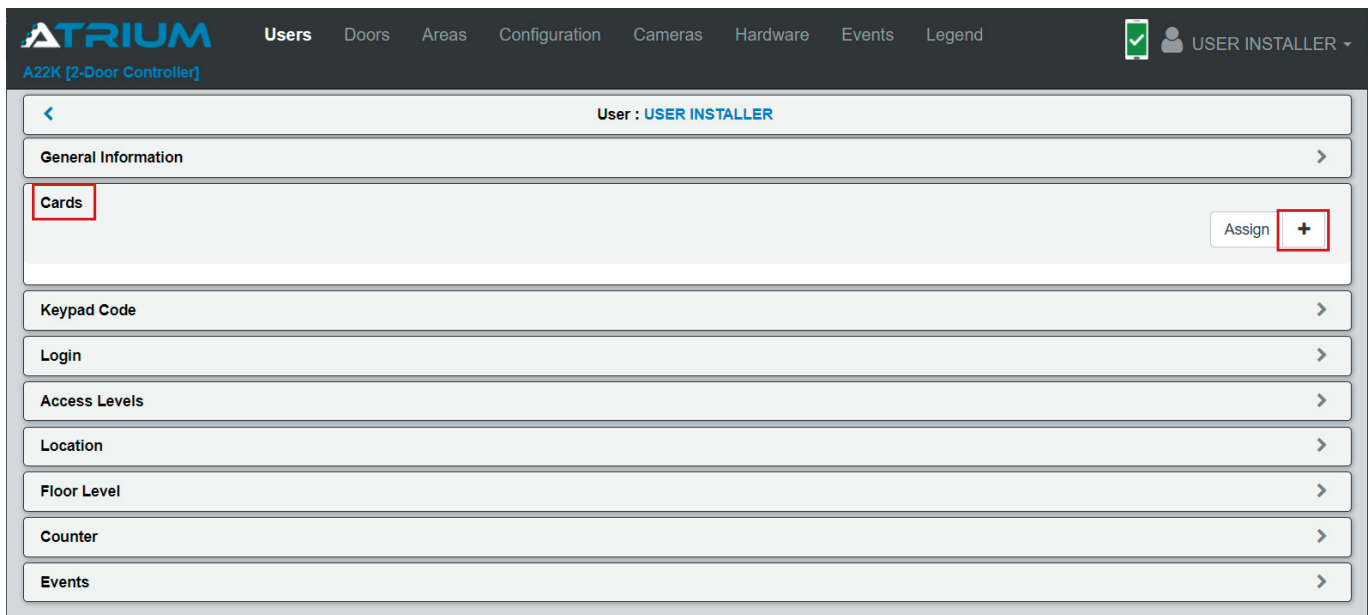 ATRIUM Users Doors Areas Configuration Cameras Hardware Events Legend USER INSTALLER
A22K [2-Door Controller]
User : USER INSTALLER
General Information
Cards
Assign +
Keypad Code
Login
Access Levels
Location
Floor Level
Counter
Events